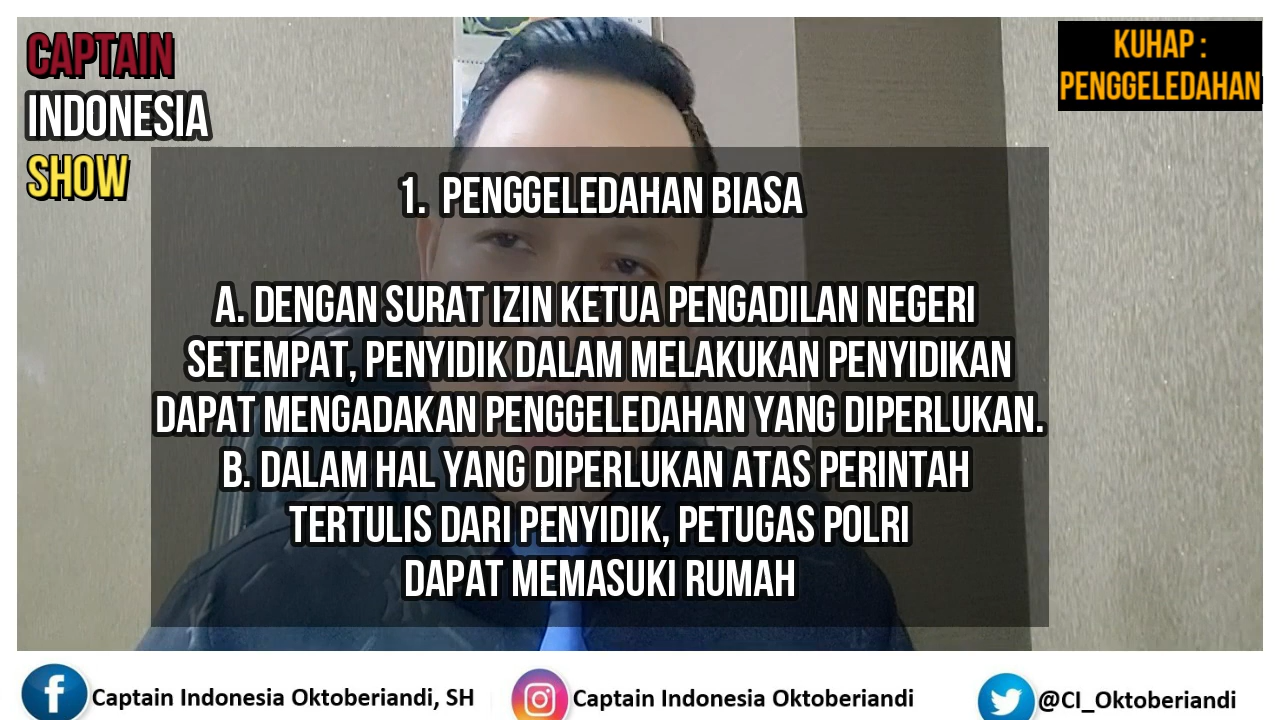 CAPTAIN
INDONESIA
SHOW
KUHAP :
PENGGELEDAHAN
1. PENGGELEDAHAN BIASA
A. DENGAN SURAT IZIN KETUA PENGADILAN NEGERI
SETEMPAT, PENYIDIK DALAM MELAKUKAN PENYIDIKAN
DAPAT MENGADAKAN PENGGELEDAHAN YANG DIPERLUKAN.
B. DALAM HAL YANG DIPERLUKAN ATAS PERINTAH
TERTULIS DARI PENYIDIK, PETUGAS POLRI
DAPAT MEMASUKI RUMAH
Captain Indonesia Oktoberiandi, SH
Captain Indonesia Oktoberiandi
@CI_Oktoberiandi